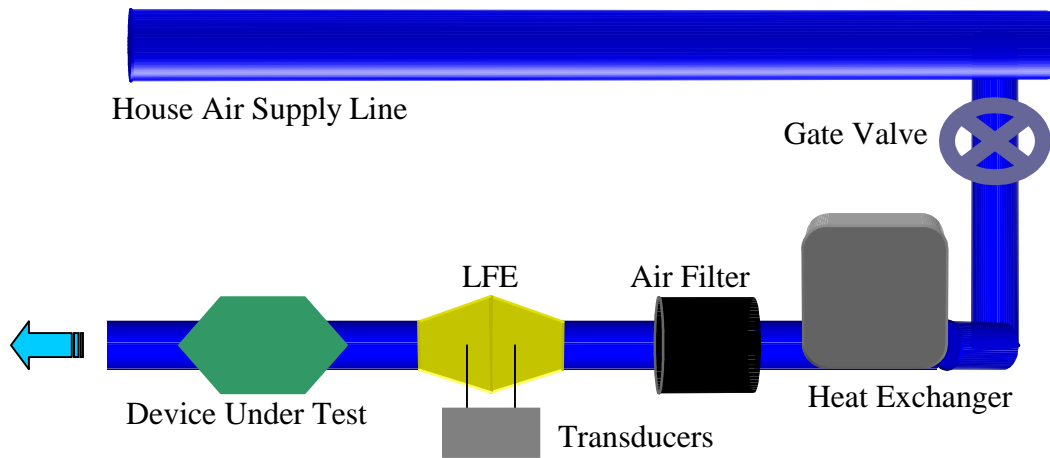 House Air Supply Line
Gate Valve
LFE
Air Filter
Heat Exchanger
Device Under Test
Transducers